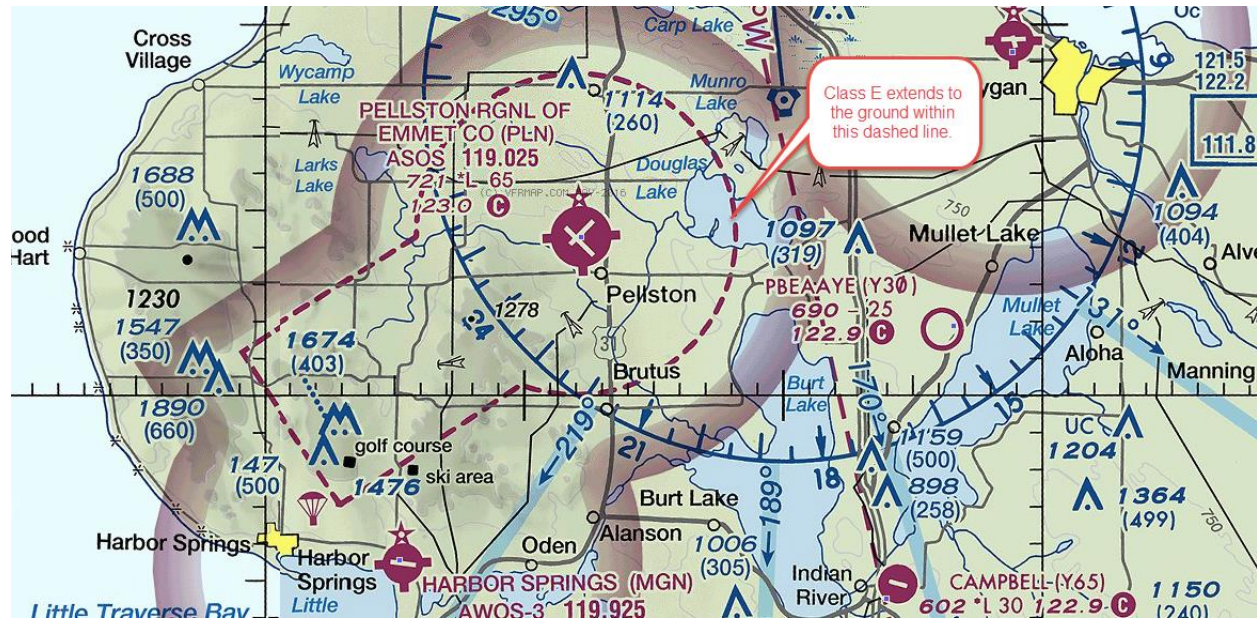 295°
Carp Lake
W
Oc
Cross
Village
Wycamp
Lake
Munro
Lake
ygan
6
121.5
122.2
111.8
Class E extends to
the ground within
this dashed line.
1114
(260)
PELLSTON RGNL OF
EMMET CO (PLN)
ASOS 119.025
721 *L 65
123.0 C
Larks
Lake
Douglas
Lake
1688
(500)
750
1094
(404)
ood
Hart
1097
(319)
Mullet Lake
12
Alve
Pellston
PBEAAYE (Y30)
690 - 25
122.9 C
Mullet
Lake
131°
1230
1547
(350)
1278
24
31
1674
(403)
Aloha
Manning
Brutus
1890
(660)
Burt
Lake
170°
15
219°
21
golf course
ski area
1476
147
(500
1159
(500)
UC
1204
18
898
(258)
1364
(499)
189°
Burt Lake
750
Harbor Springs
Harbor
Springs
Alanson
Oden
1006
(305)
Indian
River
HARBOR SPRINGS (MGN)
AWOS-3 119.925
CAMPBELL (Y65)
602 *L 30 122.9 C
1150
(240)
Little Traverse Bay
Little